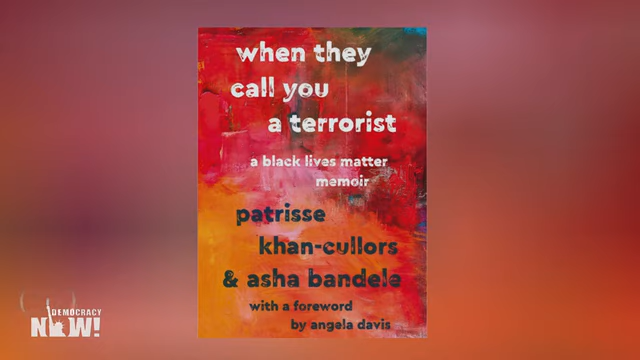 when they
call you
a terrorist
a black lives matter
memoir
patrisse
khan-cullors
& asha bandele
with a foreword
by angela davis
DEMOCRACY
NOW!